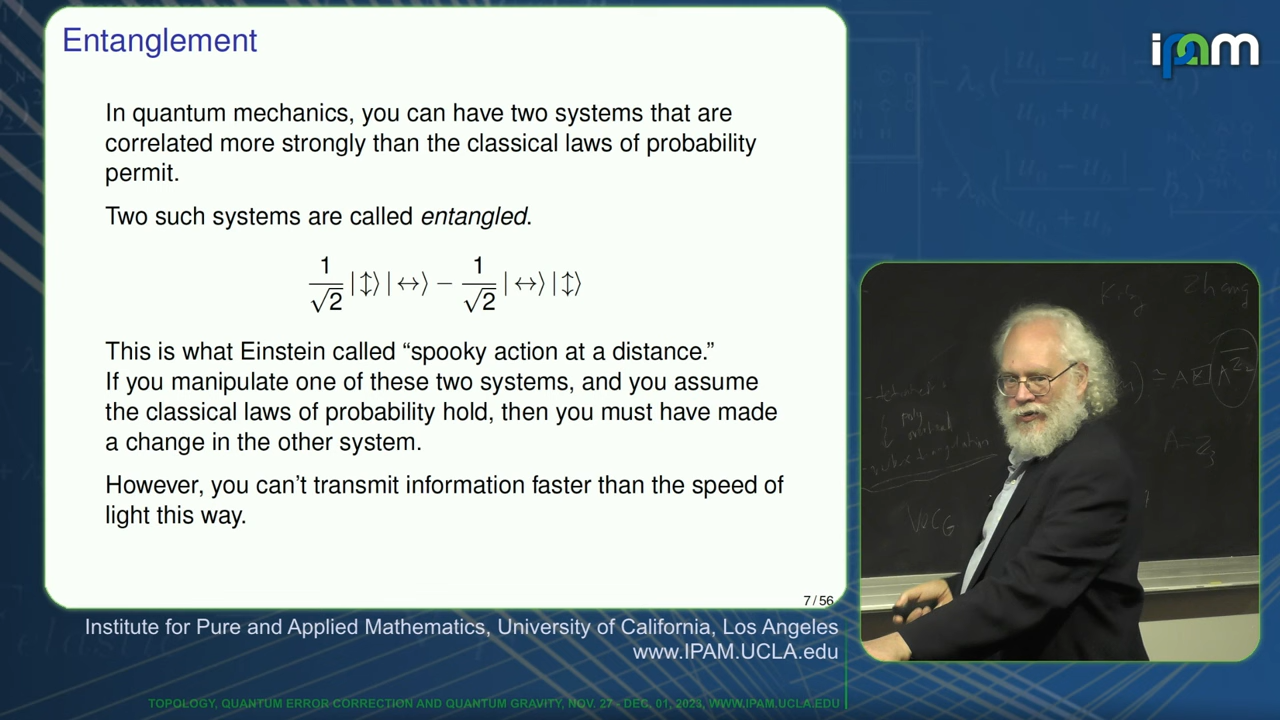 Entanglement
ipam
In quantum mechanics, you can have two systems that are
correlated more strongly than the classical laws of probability
permit.
Two such systems are called entangled.
1/√2 |↕⟩|↔⟩ − 1/√2 |↔⟩|↕⟩
This is what Einstein called “spooky action at a distance.”
If you manipulate one of these two systems, and you assume
the classical laws of probability hold, then you must have made
a change in the other system.
However, you can’t transmit information faster than the speed of
light this way.
7 / 56
Zhang
poly
Institute for Pure and Applied Mathematics, University of California, Los Angeles
www.IPAM.UCLA.edu
TOPOLOGY, QUANTUM ERROR CORRECTION AND QUANTUM GRAVITY, NOV. 27 - DEC. 01, 2023, WWW.IPAM.UCLA.EDU